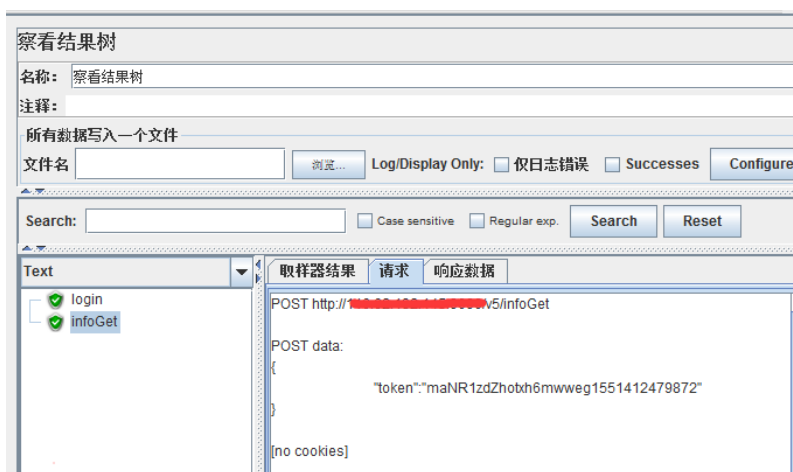 察看结果树
名称： 察看结果树
注释：
所有数据写入一个文件
文件名 浏览... Log/Display Only: 仅日志错误 Successes Configure
Search: Case sensitive Regular exp. Search Reset
Text 取样器结果 请求 响应数据
login
infoGet
POST http://1 /v5/infoGet
POST data:
{
"token":"maNR1zdZhotxh6mwweg1551412479872"
}
[no cookies]